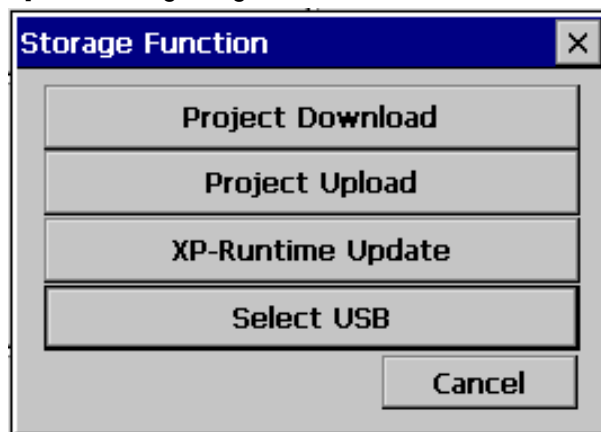 Storage Function
Project Download
Project Upload
XP-Runtime Update
Select USB
Cancel